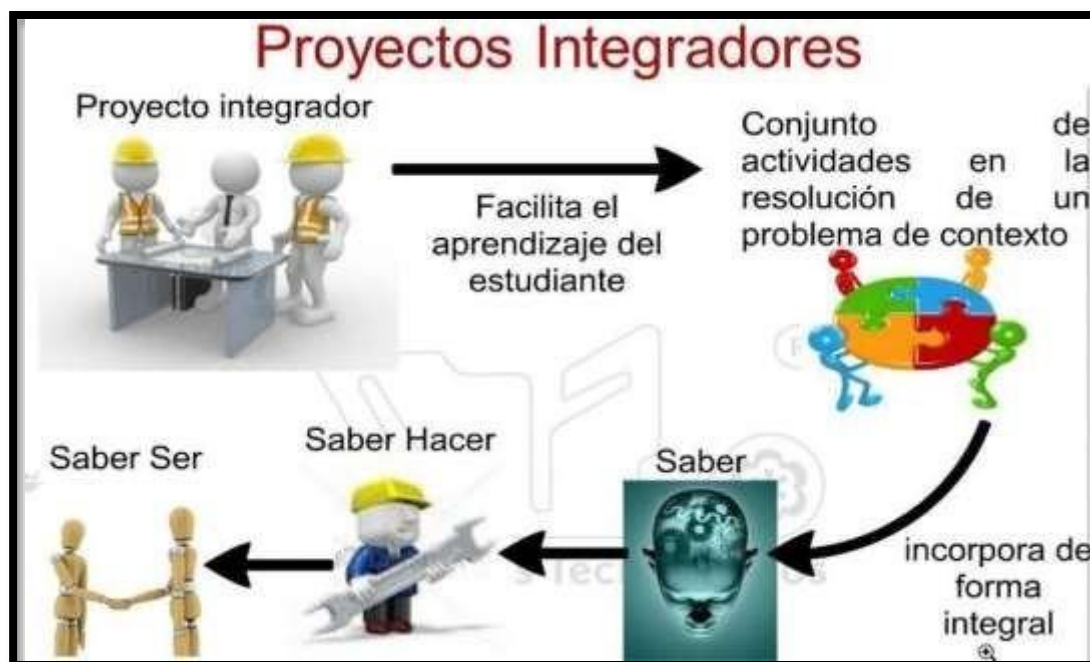 Proyectos Integradores
Proyecto integrador
Facilita el
aprendizaje del
estudiante
Conjunto de
actividades en la
resolución de un
problema de contexto
incorpora de
forma
integral
Saber
Saber Hacer
Saber Ser